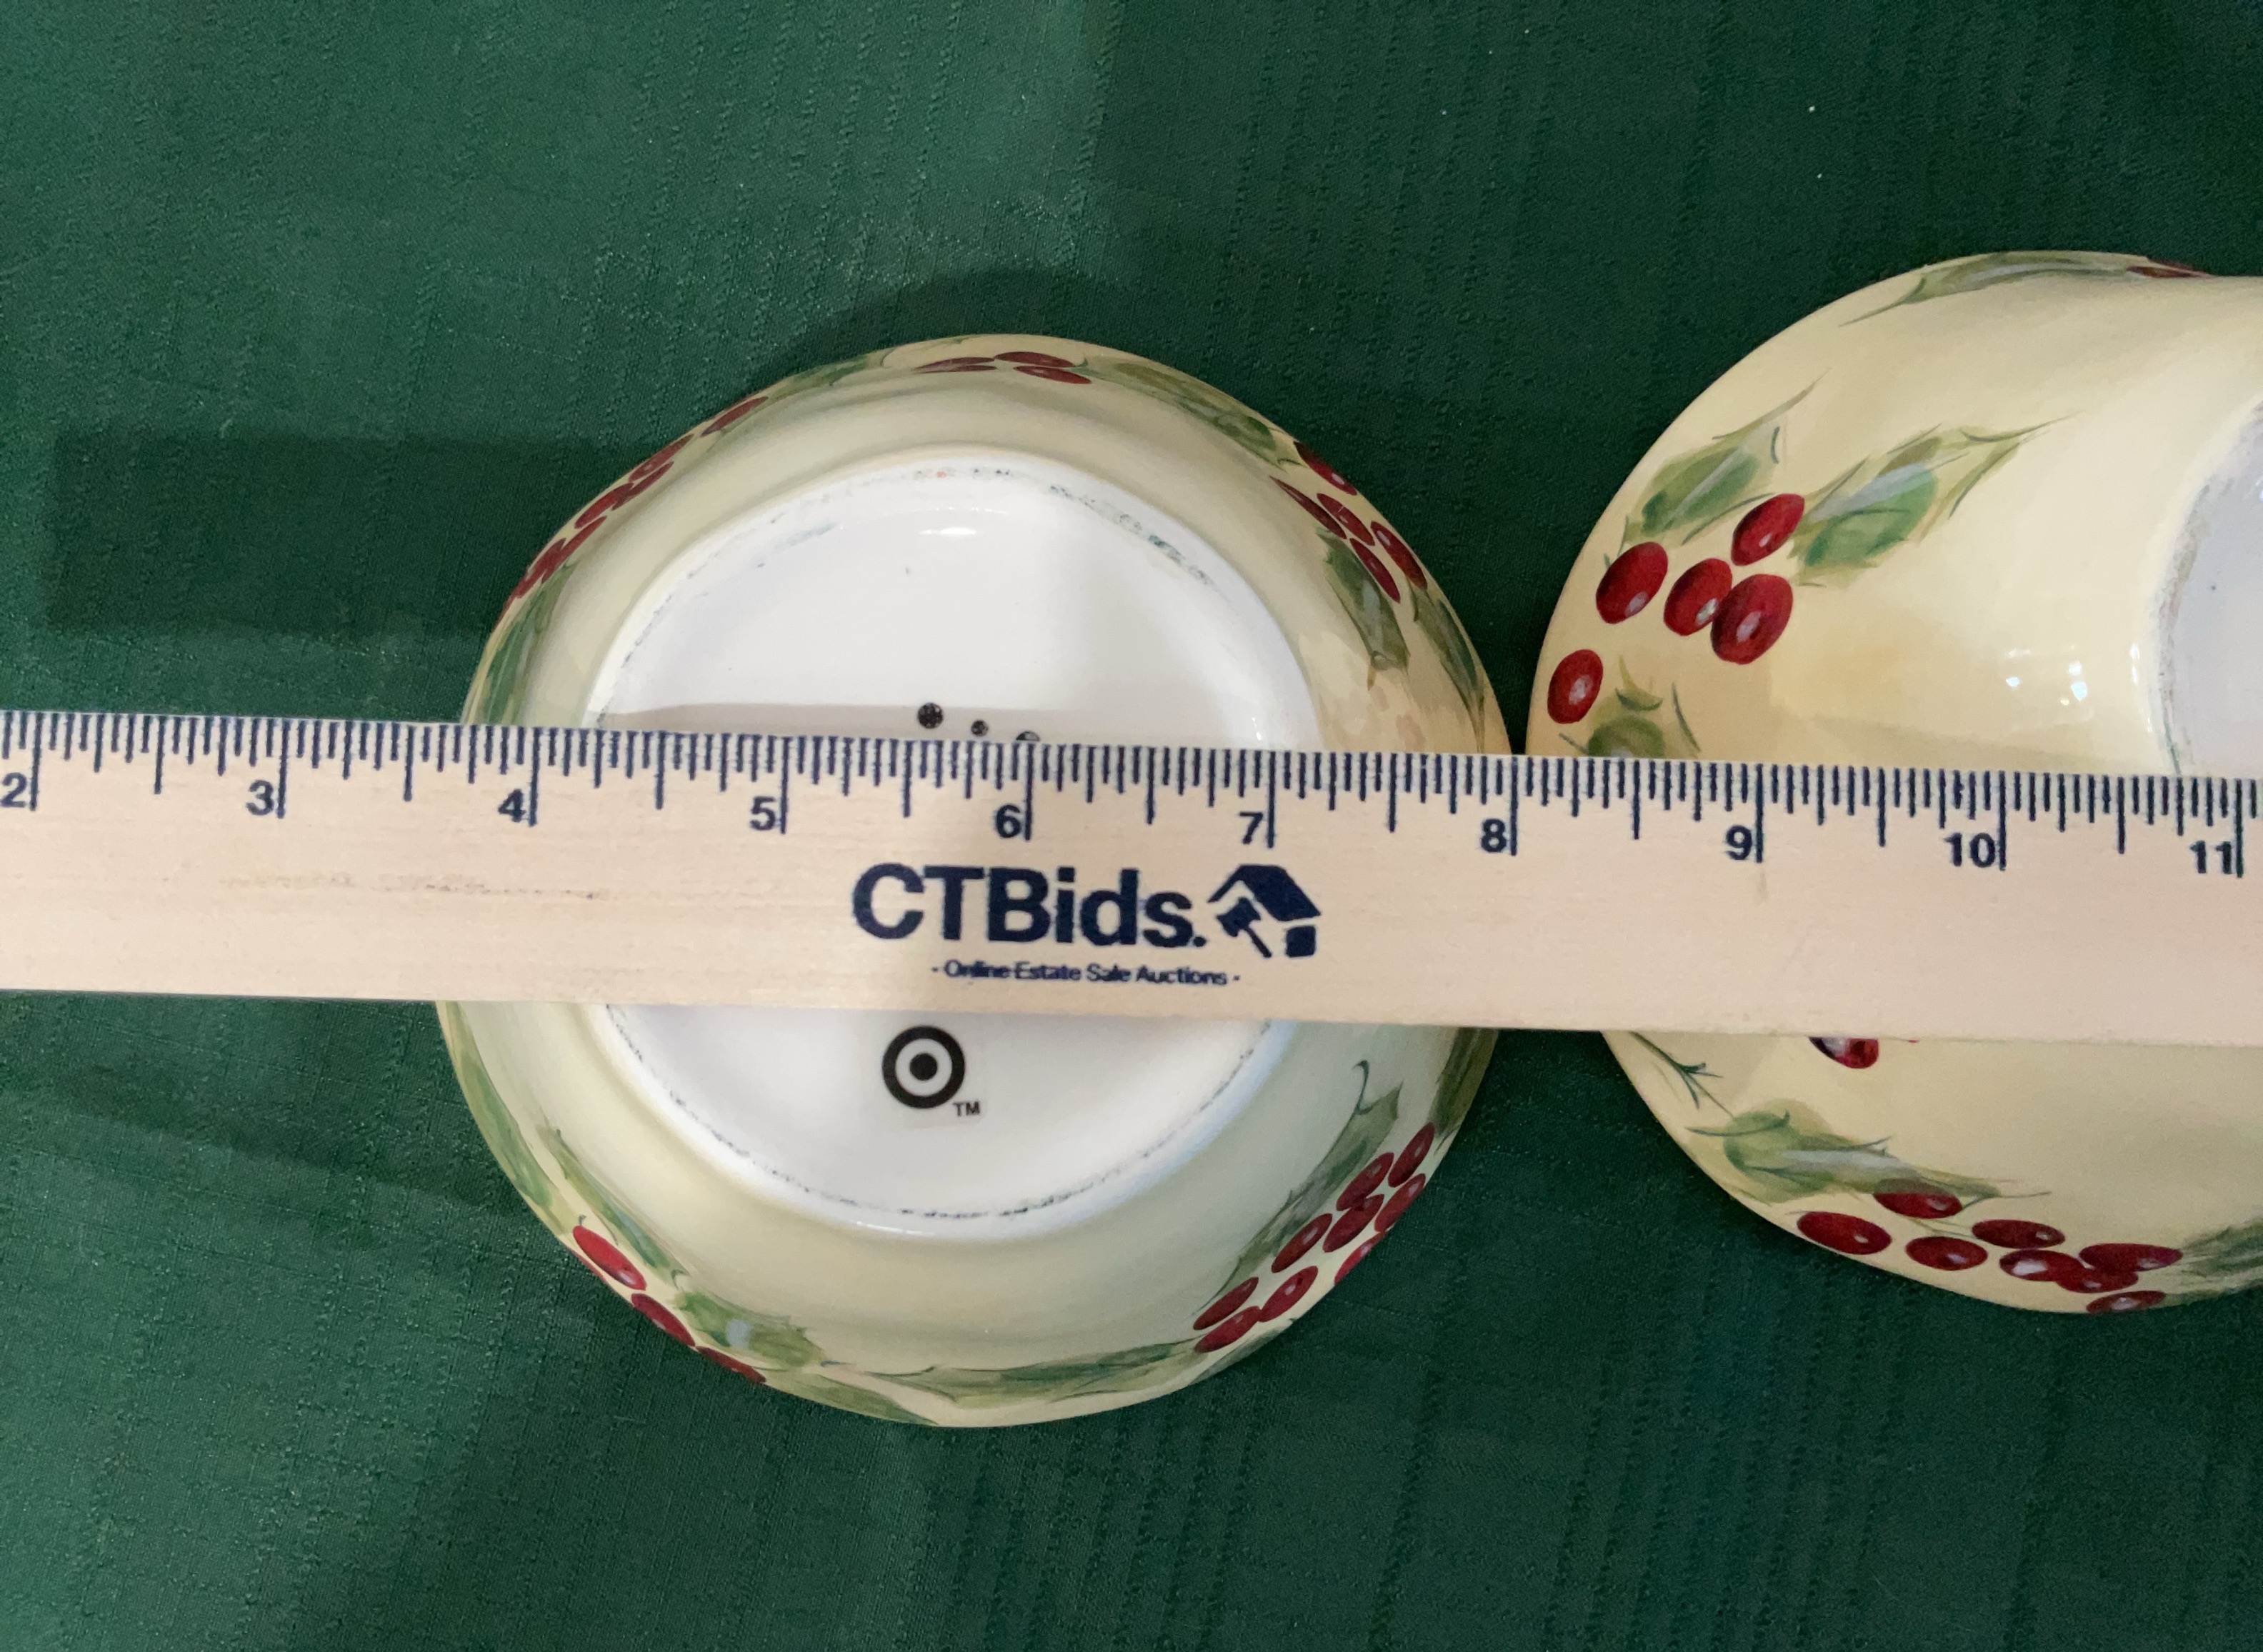 2 3 4 5 6 7 8 9 10 11
CTBids.
- Online Estate Sale Auctions -
TM